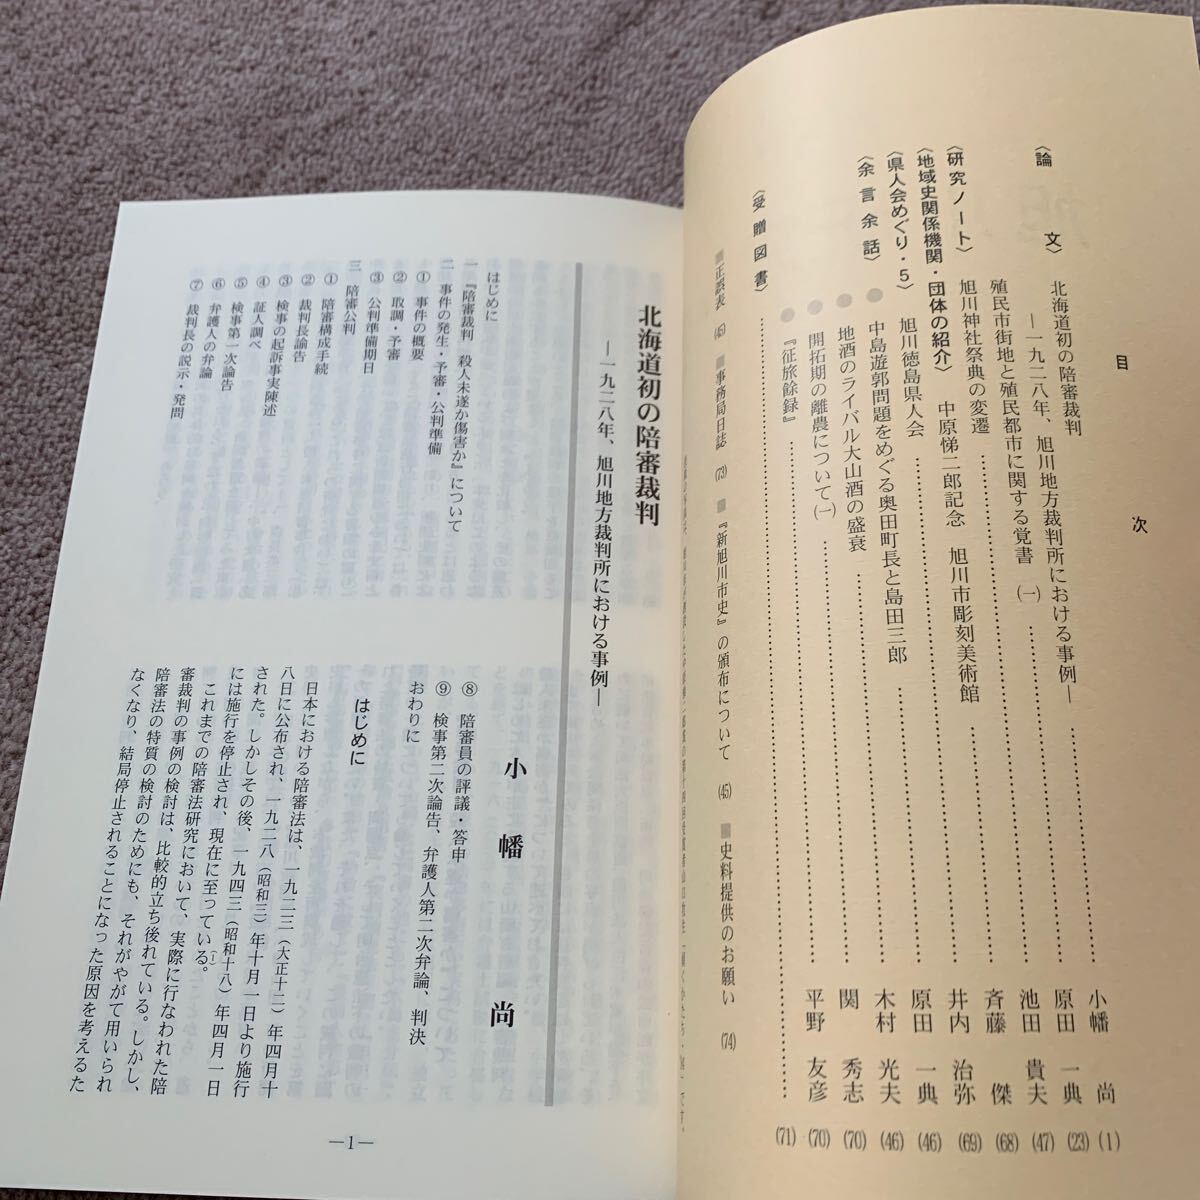 目次
〈論文〉
北海道初の陪審裁判
―一九二八年、旭川地方裁判所における事例― 小幡 尚 (1)
殖民市街地と殖民都市に関する覚書 (一) 原田 一典 (23)
〈研究ノート〉
旭川神社祭典の変遷 池田 貴夫 (47)
〈地域史関係機関・団体の紹介〉
中原悌二郎記念 旭川市彫刻美術館 斉藤 傑 (68)
〈県人会めぐり・5〉
旭川徳島県人会 井内 治弥 (69)
〈余言余話〉
●中島遊郭問題をめぐる奥田町長と島田三郎 原田 一典 (46)
●地酒のライバル大山酒の盛衰 木村 光夫 (46)
●開拓期の離農について(一) 関 秀志 (70)
●『征旅餘録』 平野 友彦 (70)
〈受贈図書〉 (71)
■正誤表 (45) ■事務局日誌 (73) ■『新旭川市史』の頒布について (45) ■史料提供のお願い (74)
北海道初の陪審裁判
―一九二八年、旭川地方裁判所における事例―
小幡 尚
はじめに
一 『陪審裁判 殺人未遂か傷害か』について
二 事件の発生・予審・公判準備
① 事件の概要
② 取調・予審
③ 公判準備期日
三 陪審公判
① 陪審構成手続
② 裁判長諭告
③ 検事の起訴事実陳述
④ 証人調べ
⑤ 検事第一次論告
⑥ 弁護人の弁論
⑦ 裁判長の説示・発問
⑧ 陪審員の評議・答申
⑨ 検事第二次論告、弁護人第二次弁論、判決
おわりに
はじめに
日本における陪審法は、一九二三(大正十二)年四月十
八日に公布され、一九二八(昭和三)年十月一日より施行
された。しかしその後、一九四三(昭和十八)年四月一日
には施行を停止され、現在に至っている。(1)
これまでの陪審法研究において、実際に行なわれた陪
審裁判の事例の検討は、比較的立ち後れている。しかし、
陪審法の特質の検討のためにも、それがやがて用いられ
なくなり、結局停止されることになった原因を考えるた
―1―